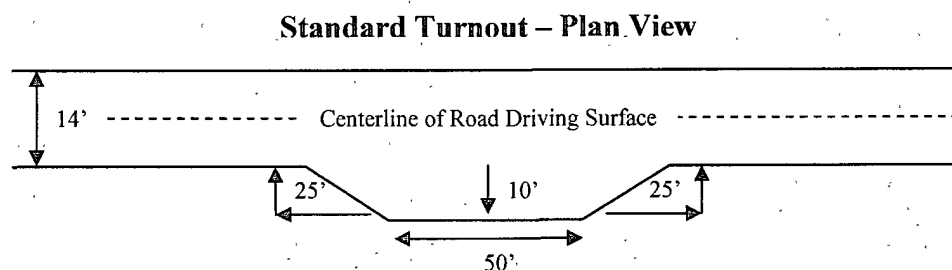 Standard Turnout – Plan View
14’
Centerline of Road Driving Surface
25’
10’
25’
50’